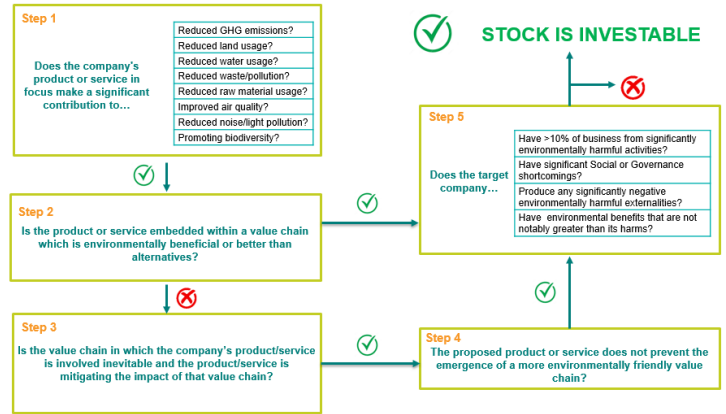 Step 1
Does the company's
product or service in
focus make a significant
contribution to…
Reduced GHG emissions?
Reduced land usage?
Reduced water usage?
Reduced waste/pollution?
Reduced raw material usage?
Improved air quality?
Reduced noise/light pollution?
Promoting biodiversity?
STOCK IS INVESTABLE
Step 2
Is the product or service embedded within a value chain
which is environmentally beneficial or better than
alternatives?
Step 3
Is the value chain in which the company's product/service
is involved inevitable and the product/service is
mitigating the impact of that value chain?
Step 4
The proposed product or service does not prevent the
emergence of a more environmentally friendly value
chain?
Step 5
Does the target
company…
Have >10% of business from significantly
environmentally harmful activities?
Have significant Social or Governance
shortcomings?
Produce any significantly negative
environmentally harmful externalities?
Have environmental benefits that are not
notably greater than its harms?